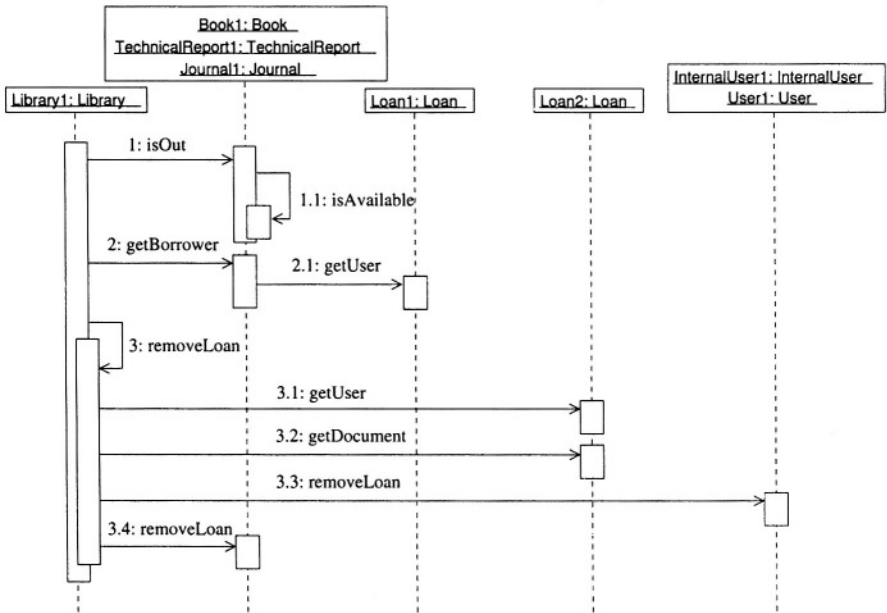 Book1: Book
TechnicalReport1: TechnicalReport
Journal1: Journal
Library1: Library
Loan1: Loan
Loan2: Loan
InternalUser1: InternalUser
User1: User
1: isOut
1.1: isAvailable
2: getBorrower
2.1: getUser
3: removeLoan
3.1: getUser
3.2: getDocument
3.3: removeLoan
3.4: removeLoan